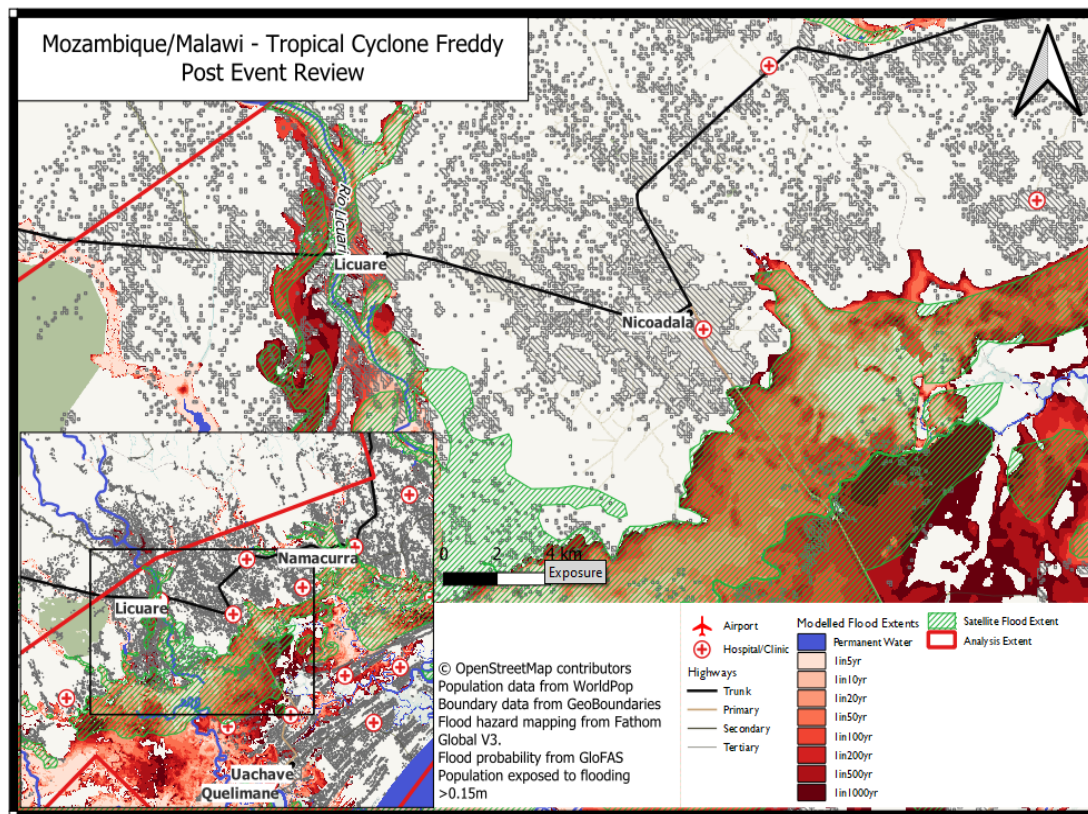 Mozambique/Malawi - Tropical Cyclone Freddy
Post Event Review
Rio Licuari
Licuare
Nicoadala
0 2 4 km
Exposure
Namacurra
Licuare
Uachave
Quelimane
© OpenStreetMap contributors
Population data from WorldPop
Boundary data from GeoBoundaries
Flood hazard mapping from Fathom
Global V3.
Flood probability from GloFAS
Population exposed to flooding
>0.15m
Airport
Hospital/Clinic
Highways
Trunk
Primary
Secondary
Tertiary
Modelled Flood Extents
Permanent Water
1in5yr
1in10yr
1in20yr
1in50yr
1in100yr
1in200yr
1in500yr
1in1000yr
Satellite Flood Extent
Analysis Extent